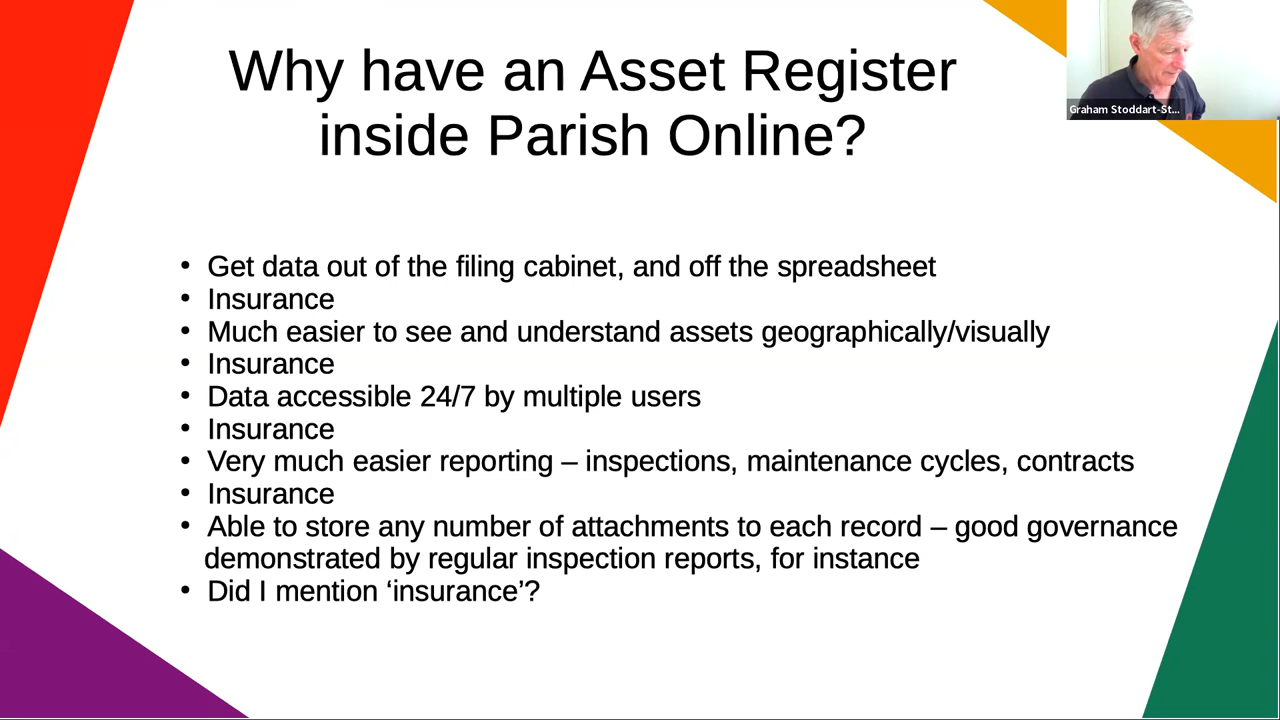 Why have an Asset Register
inside Parish Online?
Graham Stoddart-St...
• Get data out of the filing cabinet, and off the spreadsheet
• Insurance
• Much easier to see and understand assets geographically/visually
• Insurance
• Data accessible 24/7 by multiple users
• Insurance
• Very much easier reporting – inspections, maintenance cycles, contracts
• Insurance
• Able to store any number of attachments to each record – good governance
demonstrated by regular inspection reports, for instance
• Did I mention ‘insurance’?